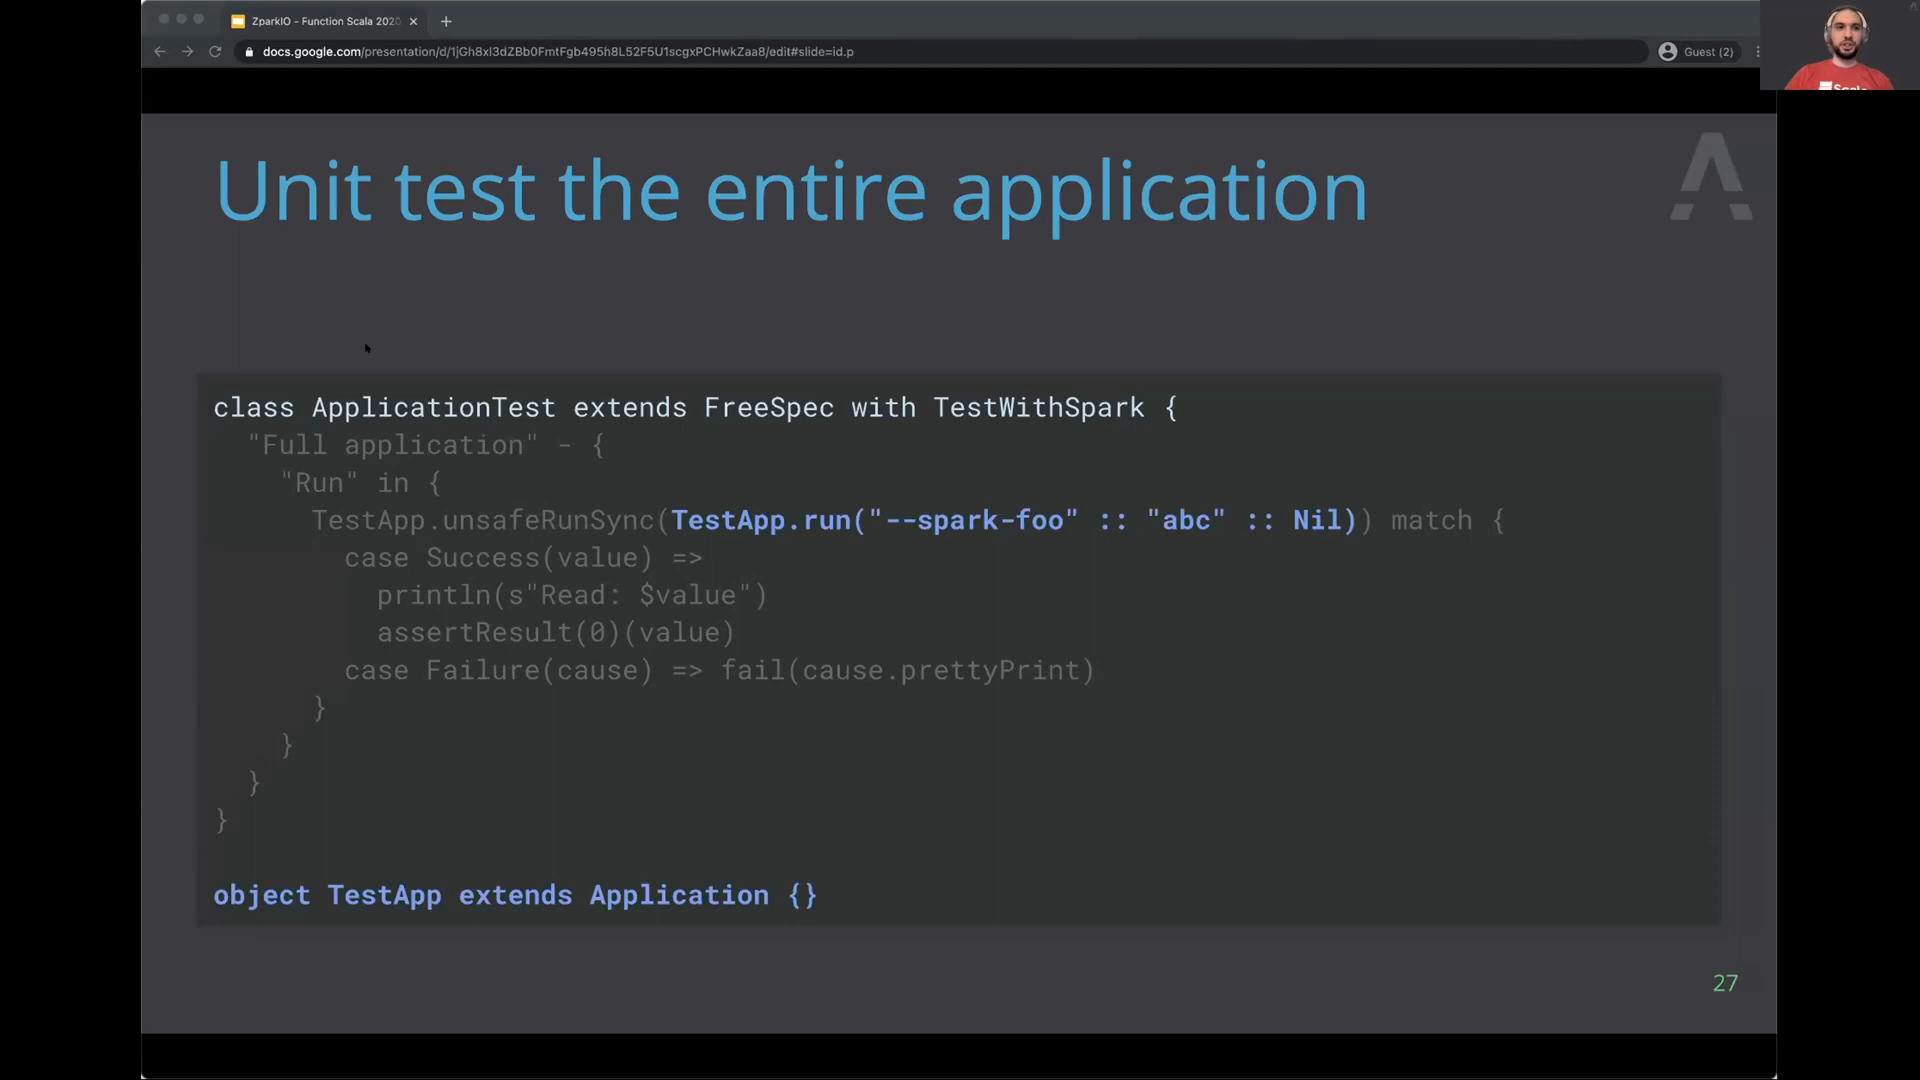 ZparkIO - Function Scala 2020
docs.google.com/presentation/d/1jGh8xl3dZBb0FmtFgb495h8L52F5U1scgxPCHwkZaa8/edit#slide=id.p
Guest (2)
Scala
Unit test the entire application
class ApplicationTest extends FreeSpec with TestWithSpark {
"Full application" - {
"Run" in {
TestApp.unsafeRunSync(TestApp.run("--spark-foo" :: "abc" :: Nil)) match {
case Success(value) =>
println(s"Read: $value")
assertResult(0)(value)
case Failure(cause) => fail(cause.prettyPrint)
}
}
}
}
object TestApp extends Application {}
27